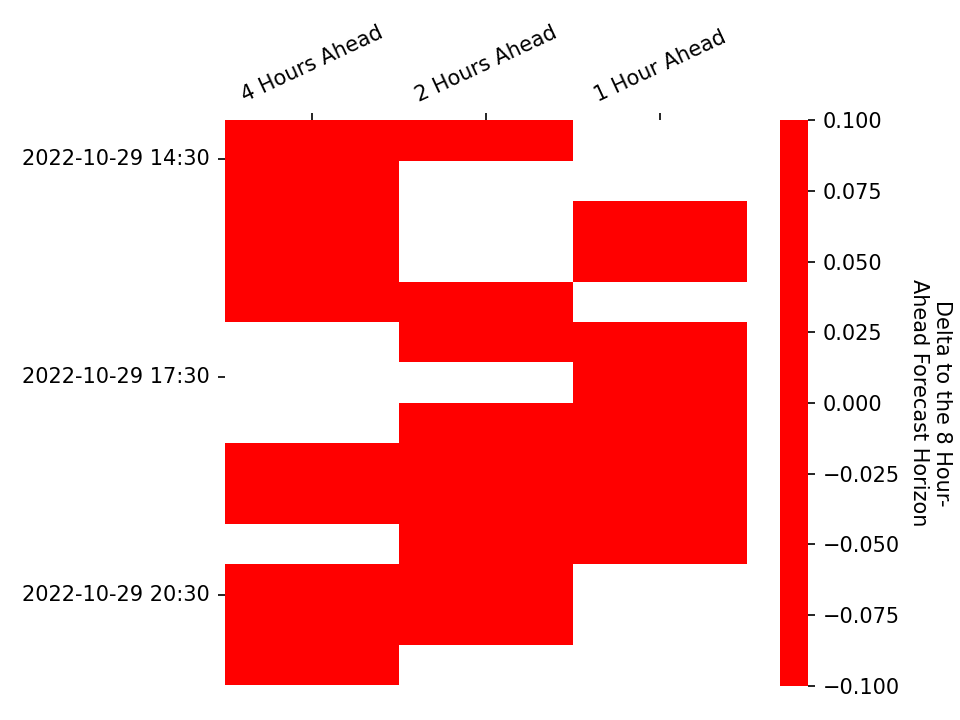 4 Hours Ahead
2 Hours Ahead
1 Hour Ahead
2022-10-29 14:30
2022-10-29 17:30
2022-10-29 20:30
0.100
0.075
0.050
0.025
0.000
−0.025
−0.050
−0.075
−0.100
Delta to the 8 Hour-
Ahead Forecast Horizon